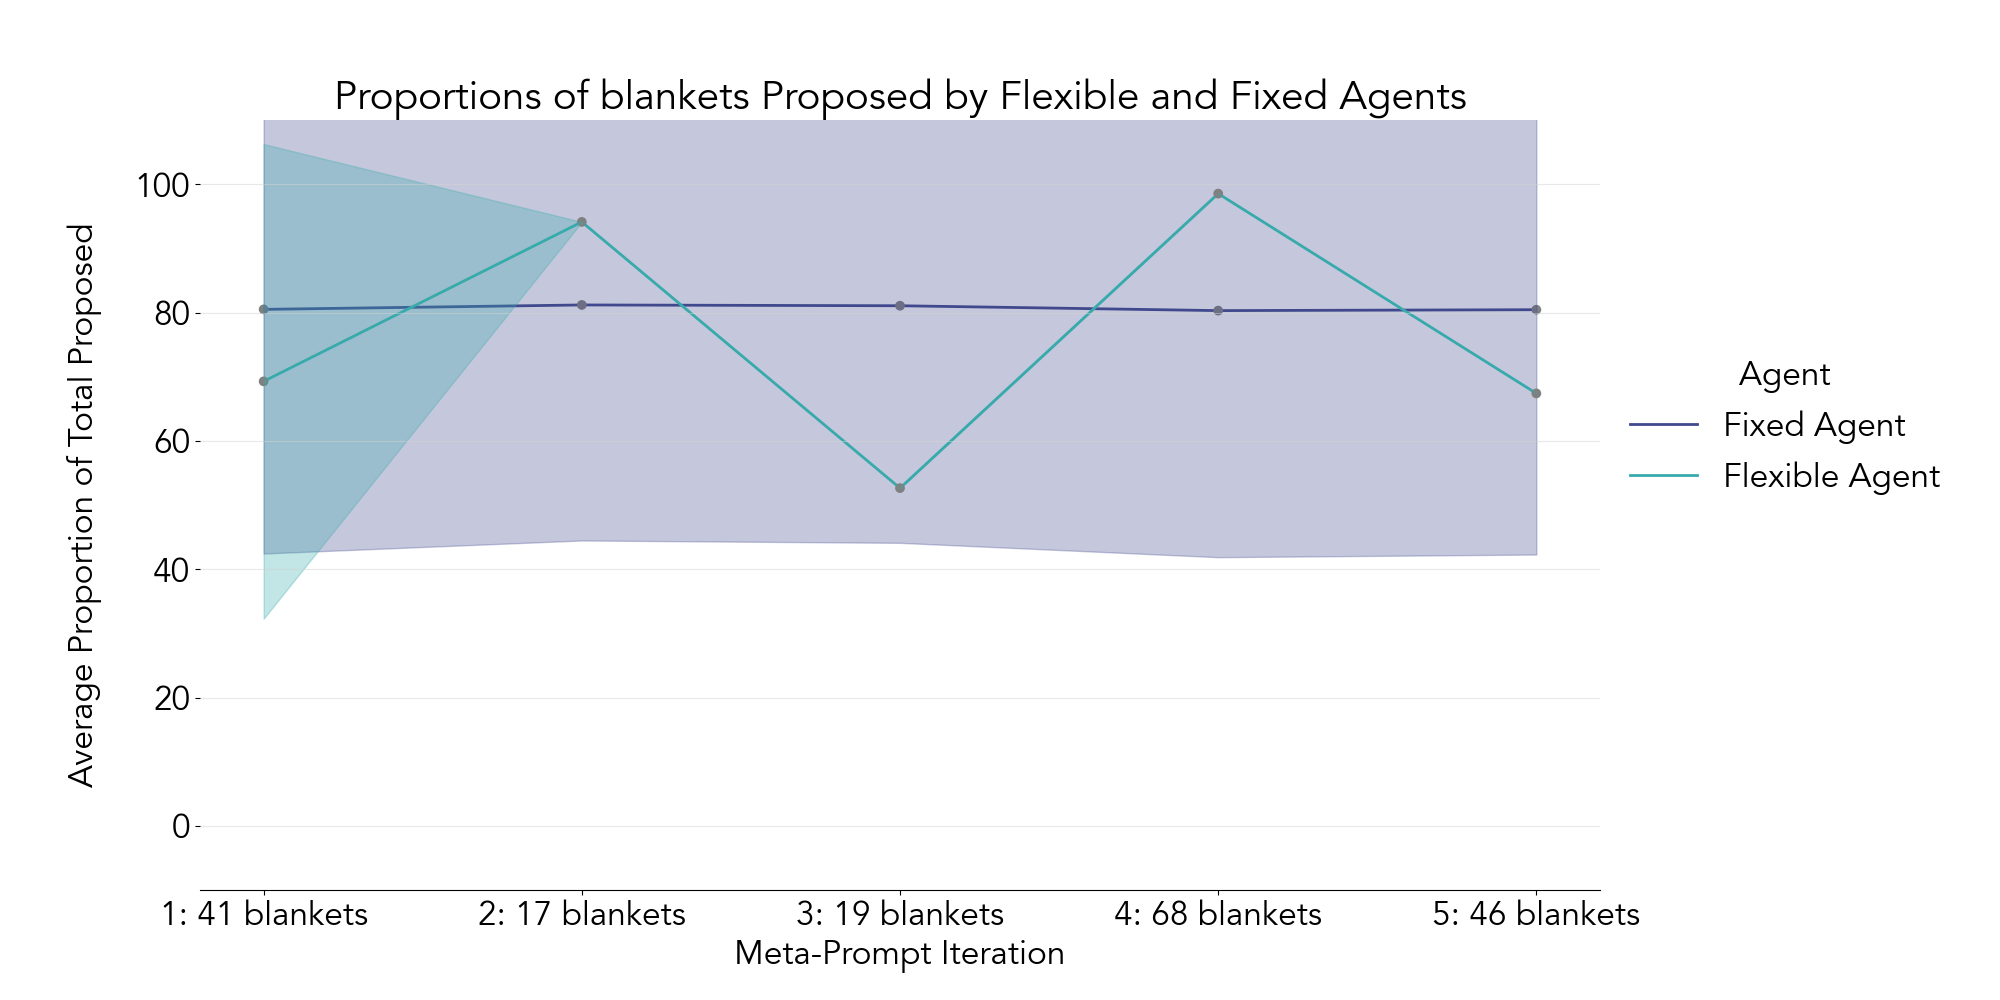 Proportions of blankets Proposed by Flexible and Fixed Agents
Average Proportion of Total Proposed
100
80
60
40
20
0
1: 41 blankets
2: 17 blankets
3: 19 blankets
4: 68 blankets
5: 46 blankets
Meta-Prompt Iteration
Agent
Fixed Agent
Flexible Agent